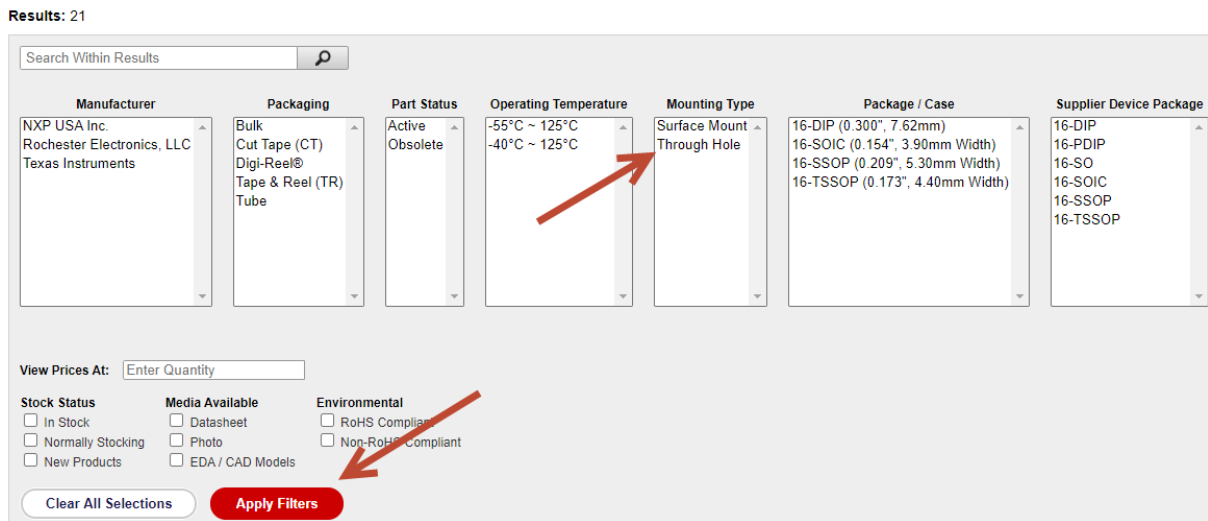 Results: 21
Search Within Results
Manufacturer
NXP USA Inc.
Rochester Electronics, LLC
Texas Instruments
Packaging
Bulk
Cut Tape (CT)
Digi-Reel®
Tape & Reel (TR)
Tube
Part Status
Active
Obsolete
Operating Temperature
-55°C ~ 125°C
-40°C ~ 125°C
Mounting Type
Surface Mount
Through Hole
Package / Case
16-DIP (0.300", 7.62mm)
16-SOIC (0.154", 3.90mm Width)
16-SSOP (0.209", 5.30mm Width)
16-TSSOP (0.173", 4.40mm Width)
Supplier Device Package
16-DIP
16-PDIP
16-SO
16-SOIC
16-SSOP
16-TSSOP
View Prices At:
Enter Quantity
Stock Status
In Stock
Normally Stocking
New Products
Media Available
Datasheet
Photo
EDA / CAD Models
Environmental
RoHS Compliant
Non-RoHS Compliant
Clear All Selections
Apply Filters